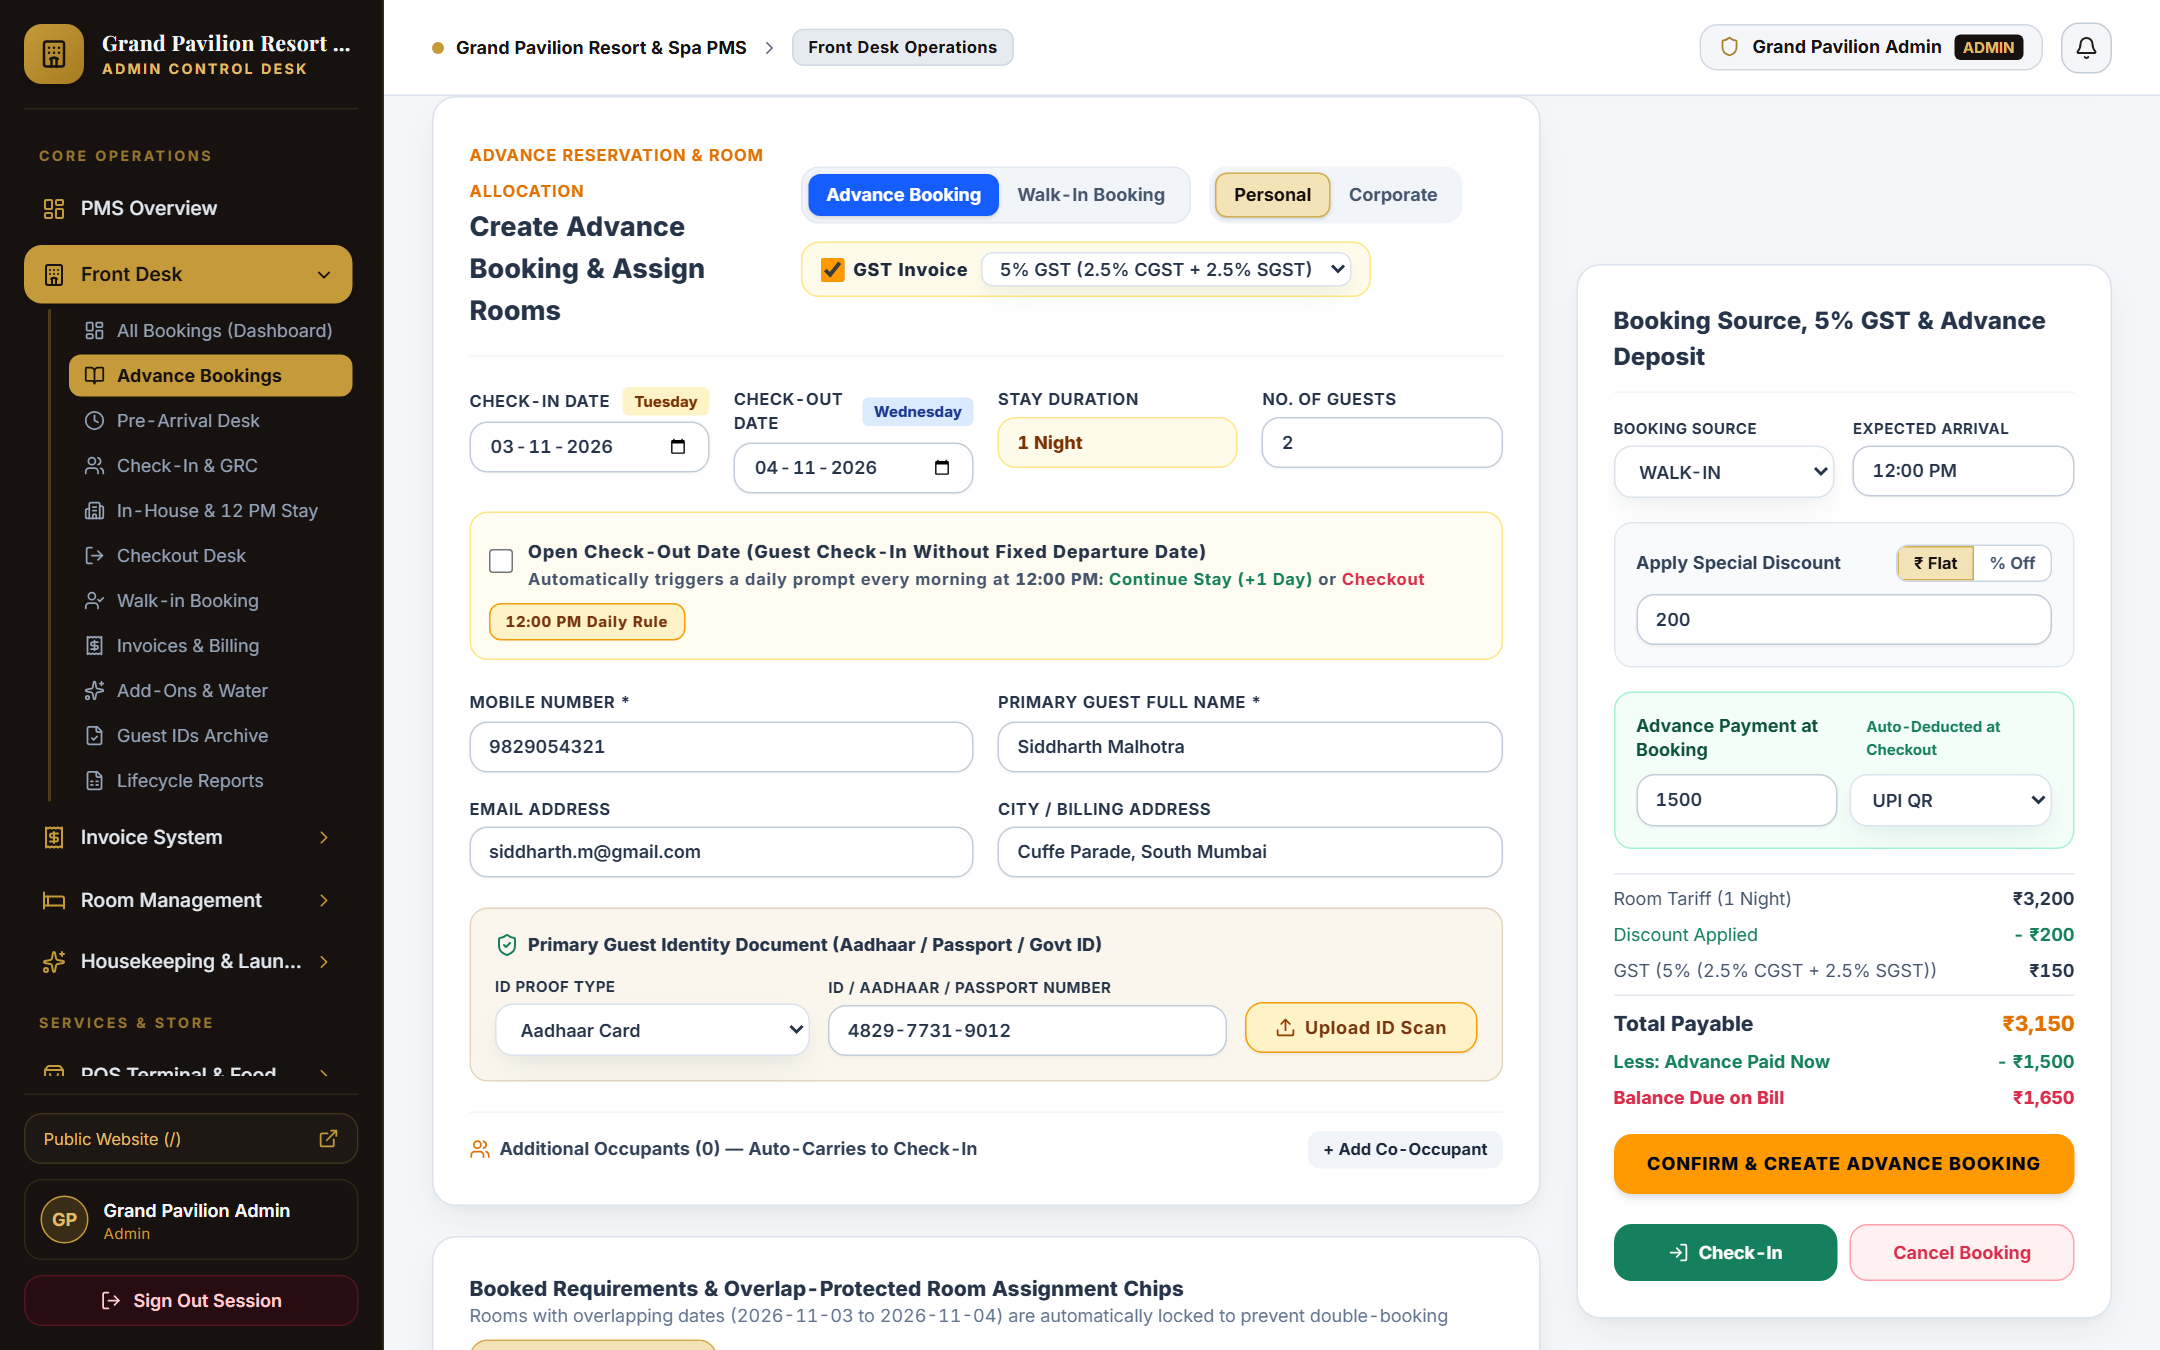 Grand Pavilion Resort ...
ADMIN CONTROL DESK
CORE OPERATIONS
PMS Overview
Front Desk
All Bookings (Dashboard)
Advance Bookings
Pre-Arrival Desk
Check-In & GRC
In-House & 12 PM Stay
Checkout Desk
Walk-in Booking
Invoices & Billing
Add-Ons & Water
Guest IDs Archive
Lifecycle Reports
Invoice System
Room Management
Housekeeping & Laun...
SERVICES & STORE
POS Terminal & Food
Public Website (/)
GP
Grand Pavilion Admin
Admin
Sign Out Session
Grand Pavilion Resort & Spa PMS
Front Desk Operations
Grand Pavilion Admin ADMIN
ADVANCE RESERVATION & ROOM
ALLOCATION
Create Advance
Booking & Assign
Rooms
Advance Booking
Walk-In Booking
Personal
Corporate
GST Invoice
5% GST (2.5% CGST + 2.5% SGST)
CHECK-IN DATE Tuesday
03-11-2026
CHECK-OUT
DATE
Wednesday
04-11-2026
STAY DURATION
1 Night
NO. OF GUESTS
2
Open Check-Out Date (Guest Check-In Without Fixed Departure Date)
Automatically triggers a daily prompt every morning at 12:00 PM: Continue Stay (+1 Day) or Checkout
12:00 PM Daily Rule
MOBILE NUMBER *
9829054321
PRIMARY GUEST FULL NAME *
Siddharth Malhotra
EMAIL ADDRESS
siddharth.m@gmail.com
CITY / BILLING ADDRESS
Cuffe Parade, South Mumbai
Primary Guest Identity Document (Aadhaar / Passport / Govt ID)
ID PROOF TYPE
Aadhaar Card
ID / AADHAAR / PASSPORT NUMBER
4829-7731-9012
Upload ID Scan
Additional Occupants (0) — Auto-Carries to Check-In
+ Add Co-Occupant
Booked Requirements & Overlap-Protected Room Assignment Chips
Rooms with overlapping dates (2026-11-03 to 2026-11-04) are automatically locked to prevent double-booking
Booking Source, 5% GST & Advance
Deposit
BOOKING SOURCE
WALK-IN
EXPECTED ARRIVAL
12:00 PM
Apply Special Discount
₹ Flat
% Off
200
Advance Payment at
Booking
Auto-Deducted at
Checkout
1500
UPI QR
Room Tariff (1 Night) ₹3,200
Discount Applied - ₹200
GST (5% (2.5% CGST + 2.5% SGST)) ₹150
Total Payable ₹3,150
Less: Advance Paid Now - ₹1,500
Balance Due on Bill ₹1,650
CONFIRM & CREATE ADVANCE BOOKING
Check-In
Cancel Booking